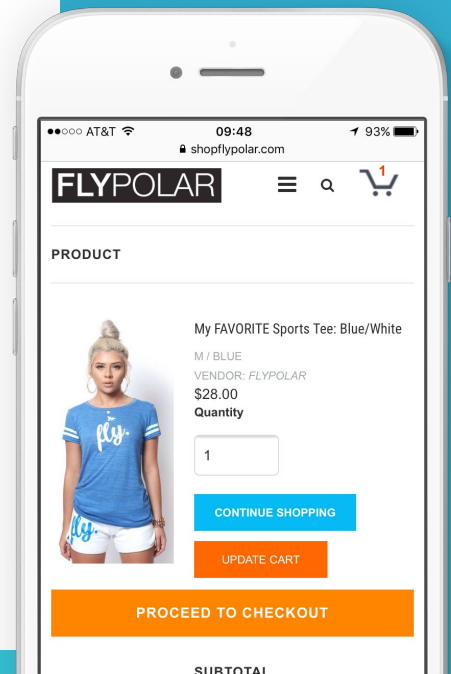 AT&T 09:48 93%
shopflypolar.com
FLYPOLAR 1
PRODUCT
My FAVORITE Sports Tee: Blue/White
M / BLUE
VENDOR: FLYPOLAR
$28.00
Quantity
1
fly.
fly.
CONTINUE SHOPPING
UPDATE CART
PROCEED TO CHECKOUT
SUBTOTAL